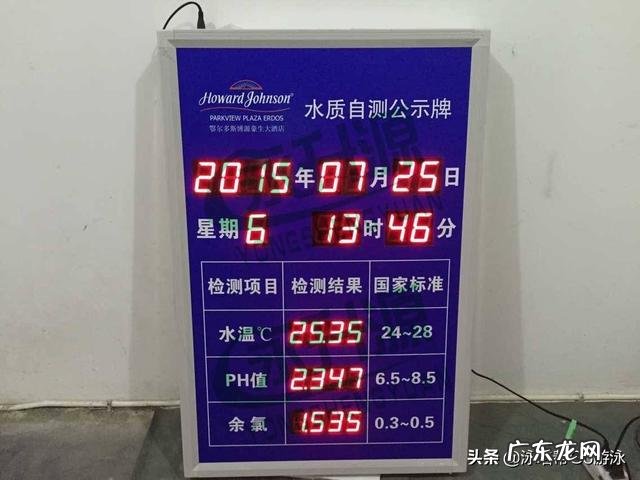 Howard Johnson®
PARKVIEW PLAZA ERDOS
鄂尔多斯博源豪生大酒店
水质自测公示牌
2015年07月25日
星期6 13时46分
检测项目 检测结果 国家标准
水温℃ 25.35 24~28
PH值 2.347 6.5~8.5
余氯 1.535 0.3~0.5
头条
广东龙网